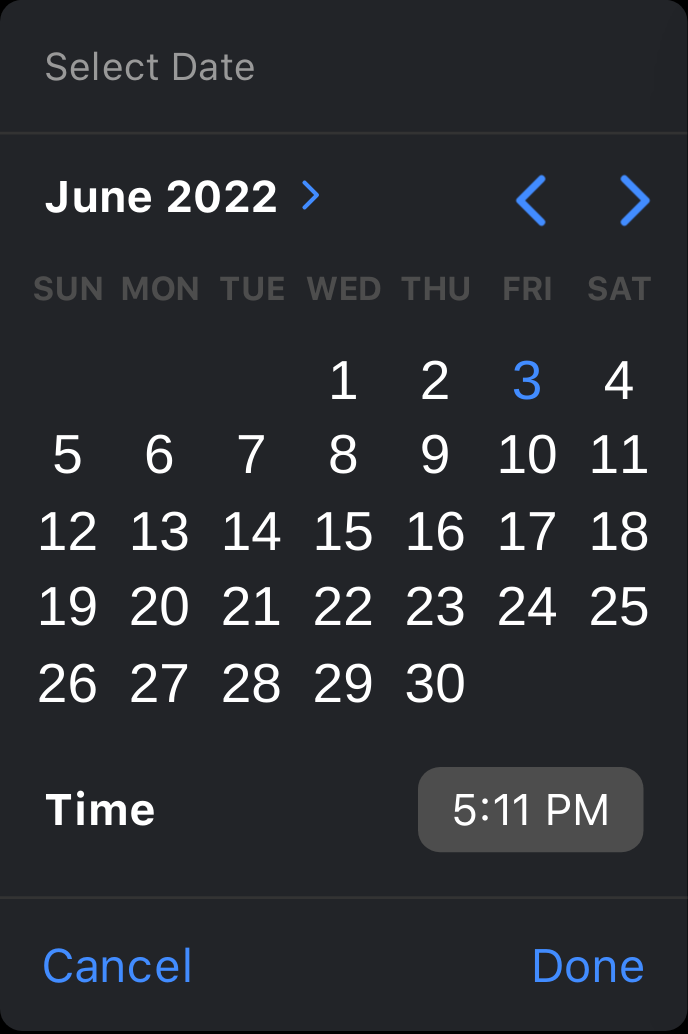 Select Date
June 2022
SUN MON TUE WED THU FRI SAT
1 2 3 4
5 6 7 8 9 10 11
12 13 14 15 16 17 18
19 20 21 22 23 24 25
26 27 28 29 30
Time 5:11 PM
Cancel Done